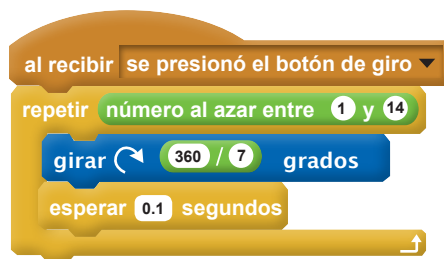 al recibir se presionó el botón de giro
repetir número al azar entre 1 y 14
girar 360 / 7 grados
esperar 0.1 segundos